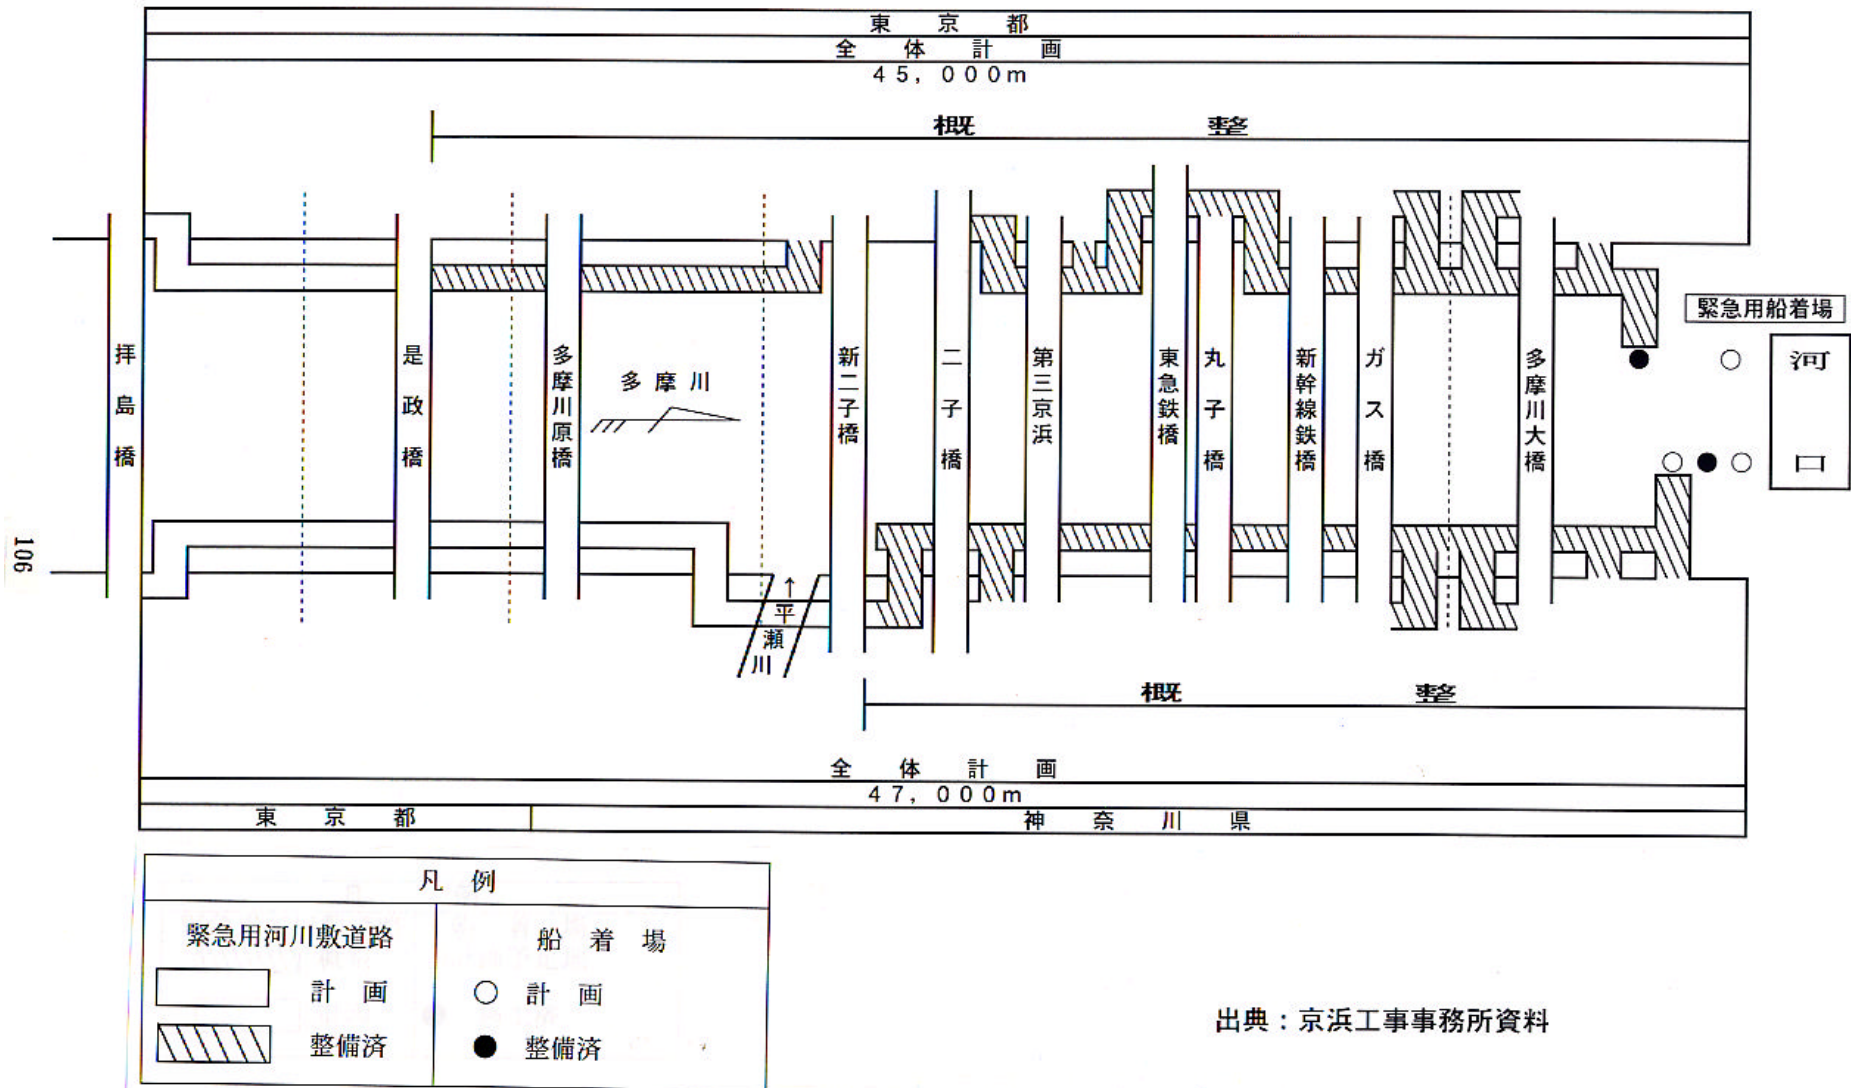 東京都
全体計画
45,000m
概整
緊急用船着場
河口
拝島橋
是政橋
多摩川原橋
多摩川
新二子橋
二子橋
第三京浜
東急鉄橋
丸子橋
新幹線鉄橋
ガス橋
多摩川大橋
106
↑平瀬川
概整
全体計画
47,000m
東京都 神奈川県
凡例
緊急用河川敷道路 船着場
計画 計画
整備済 整備済
出典：京浜工事事務所資料